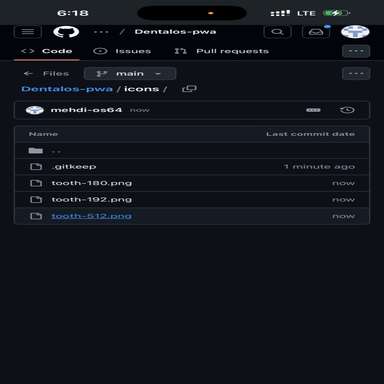 6:18 LTE
/ Dentalos-pwa
<> Code Issues Pull requests
← Files main
Dentalos-pwa / icons /
mehdi-os64 now
Name Last commit date
..
.gitkeep 1 minute ago
tooth-180.png now
tooth-192.png now
tooth-512.png now